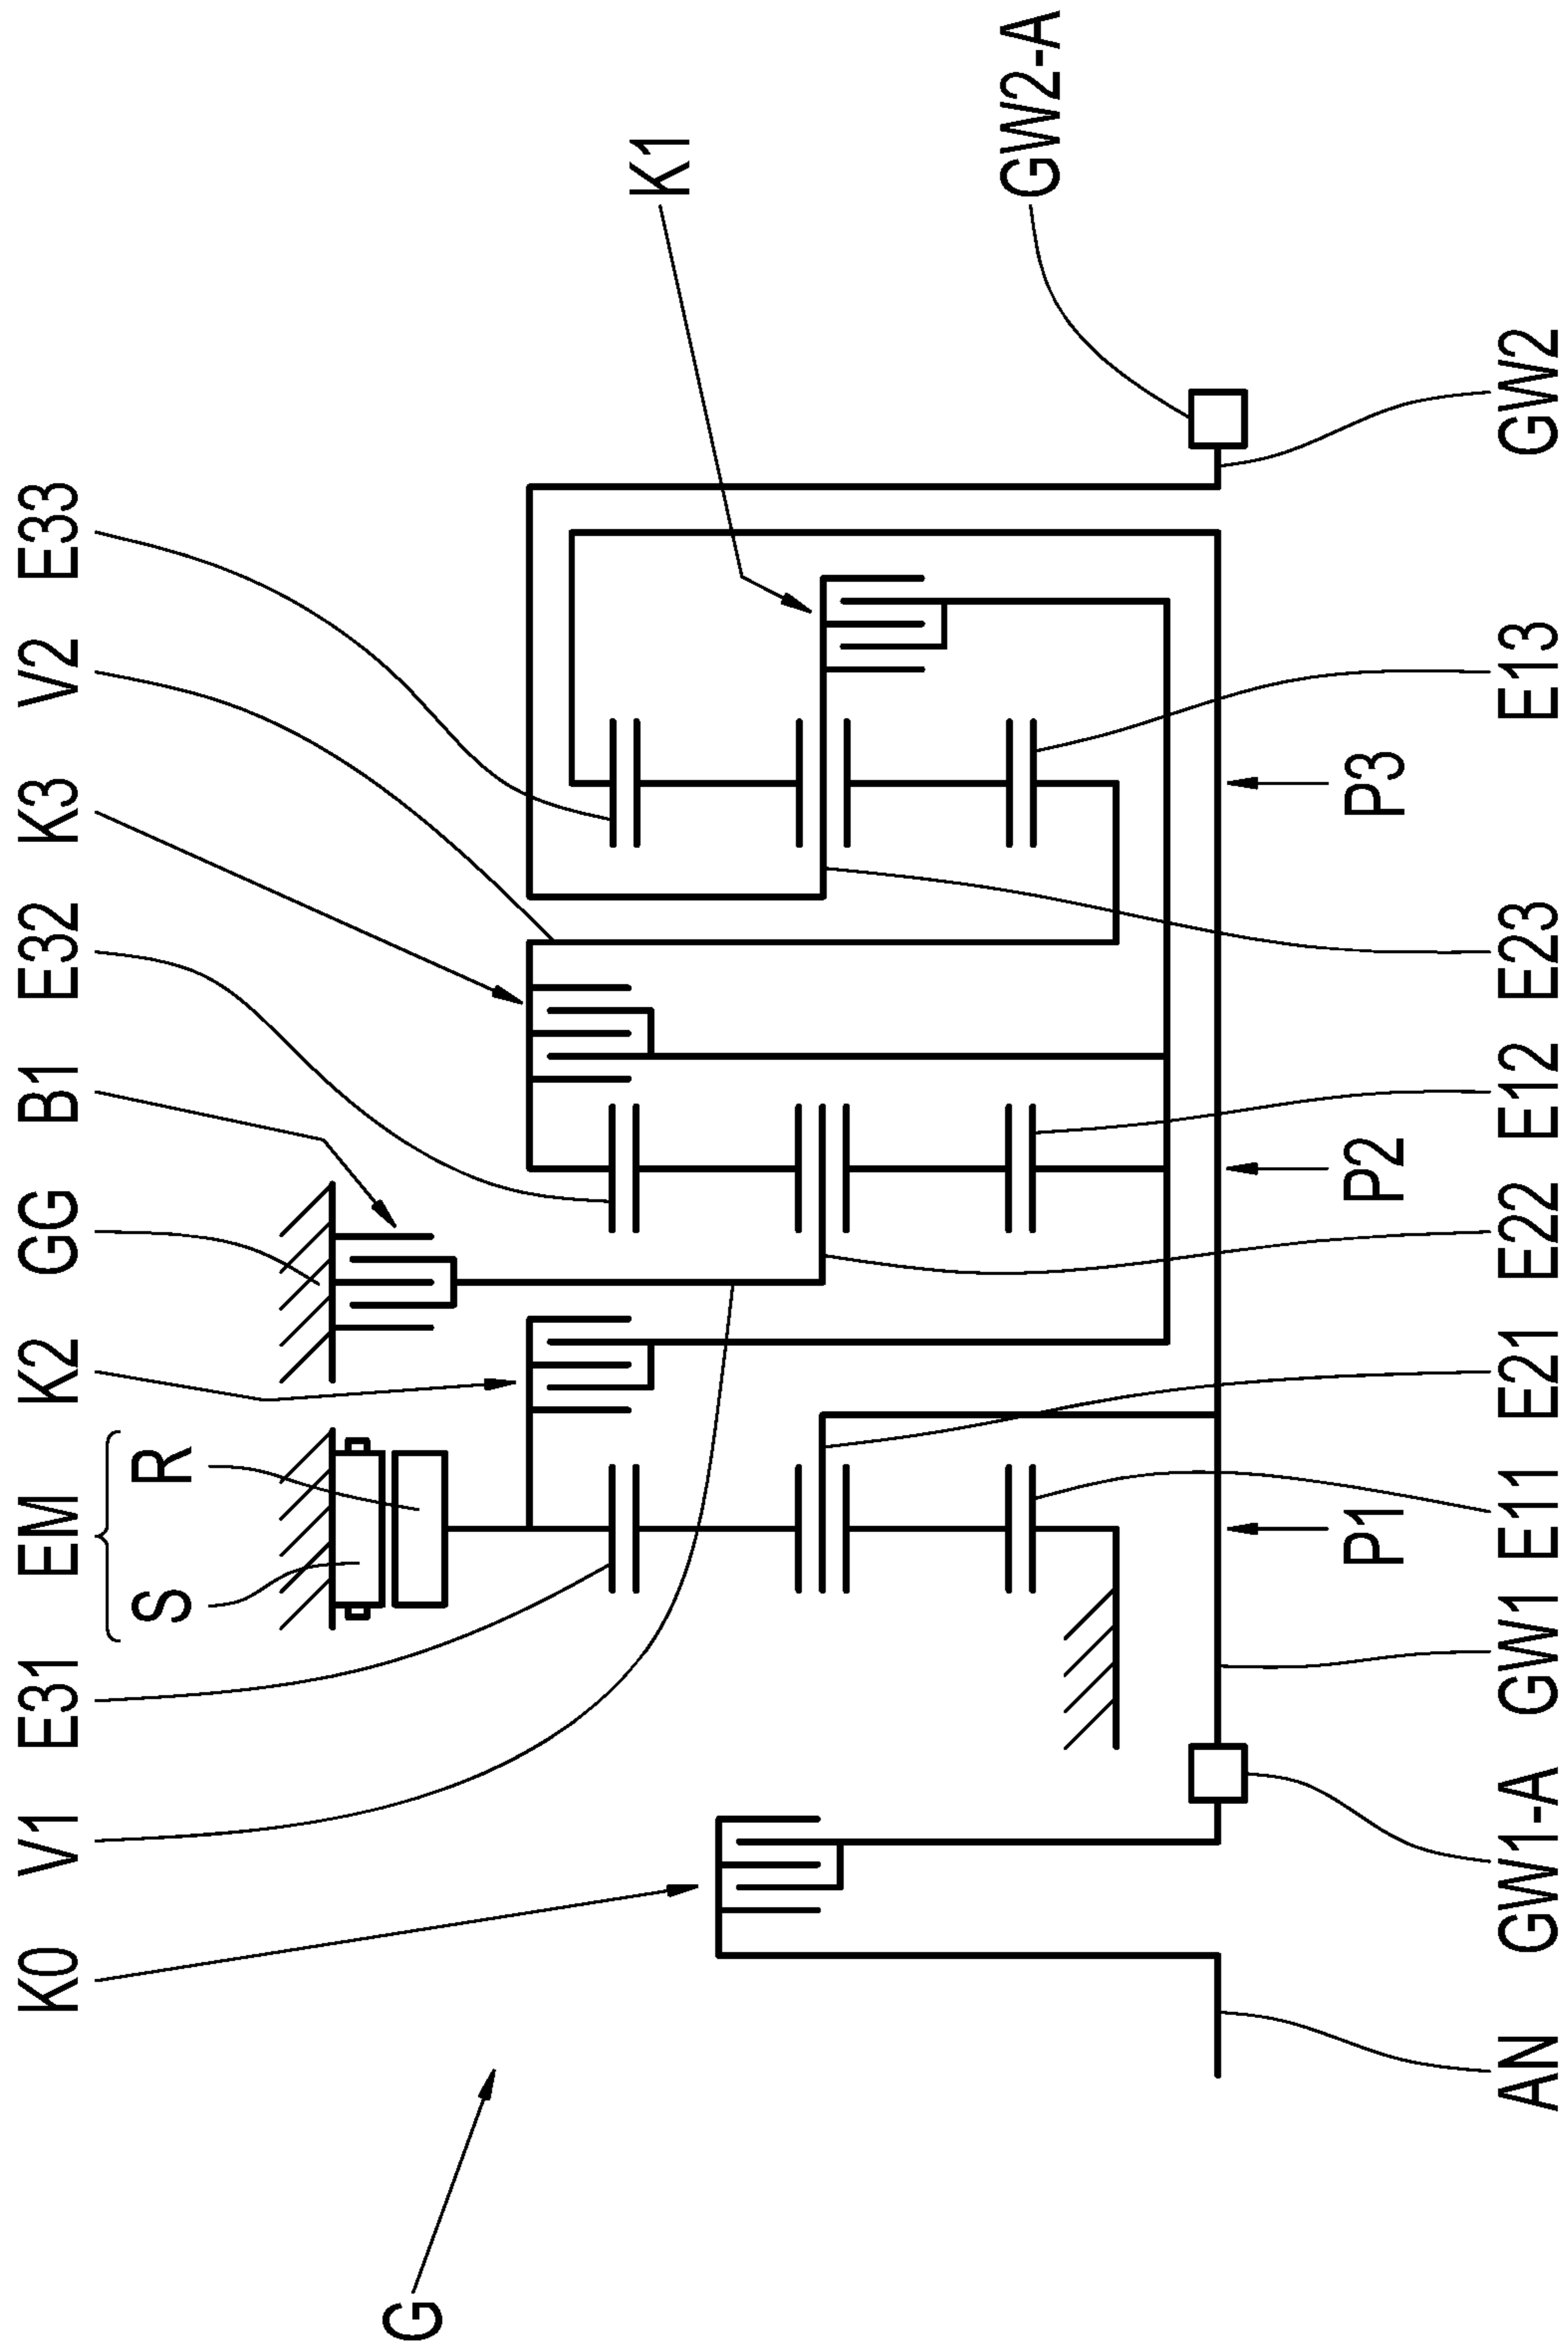 K0 V1 E31 EM K2 GG B1 E32 K3 V2 E33
S R
K1
G
GW2-A
P1 P2 P3
AN GW1-A GW1 E11 E21 E22 E12 E23 E13 GW2